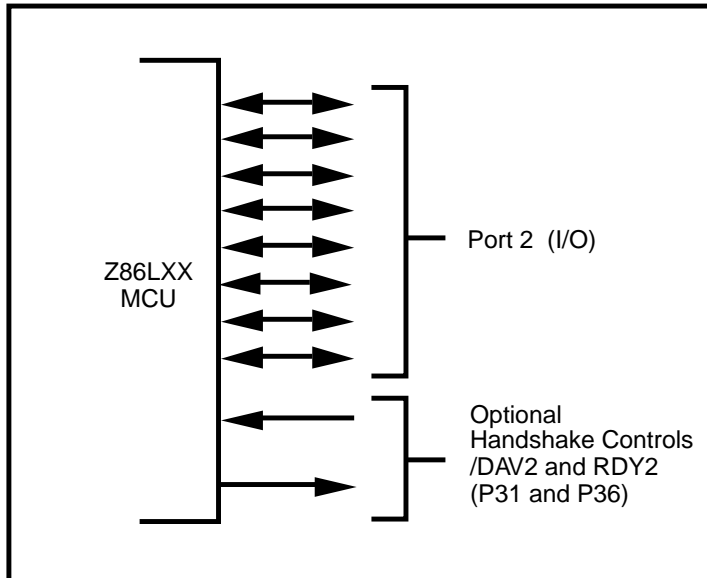 Z86LXX
MCU
Port 2 (I/O)
Optional
Handshake Controls
/DAV2 and RDY2
(P31 and P36)